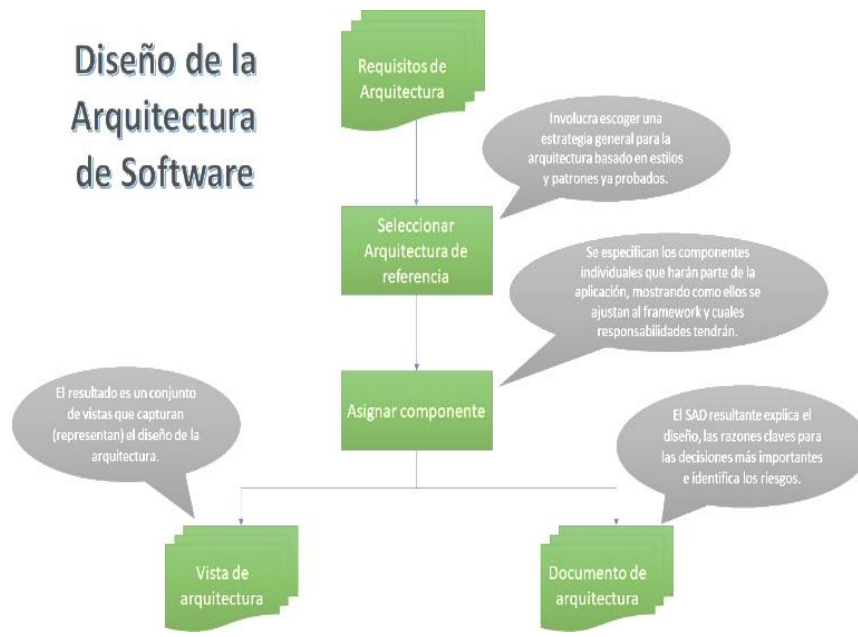 Diseño de la
Arquitectura
de Software
Requisitos de
Arquitectura
Involucra escoger una
estrategia general para la
arquitectura basado en estilos
y patrones ya probados.
Seleccionar
Arquitectura de
referencia
Se especifican los componentes
individuales que harán parte de la
aplicación, mostrando como ellos se
ajustan al framework y cuales
responsabilidades tendrán.
Asignar componente
El resultado es un conjunto
de vistas que capturan
(representan) el diseño de la
arquitectura.
El SAD resultante explica el
diseño, las razones claves para
las decisiones más importantes
e identifica los riesgos.
Vista de
arquitectura
Documento de
arquitectura